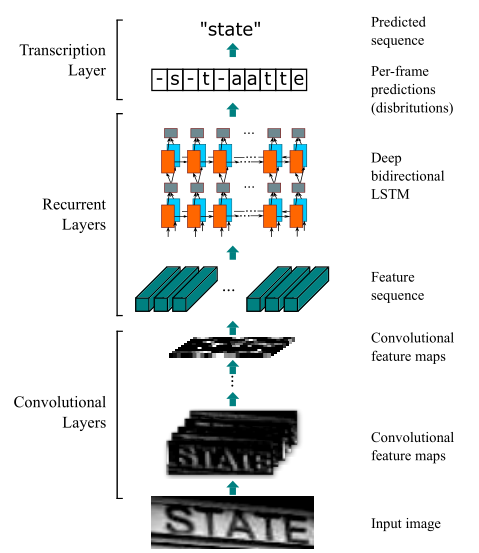 "state"
Predicted
sequence
Transcription
Layer
-s-t-aatte
Per-frame
predictions
(disbritutions)
Deep
bidirectional
LSTM
Recurrent
Layers
...
Feature
sequence
Convolutional
feature maps
Convolutional
Layers
STATE
Convolutional
feature maps
STATE
Input image